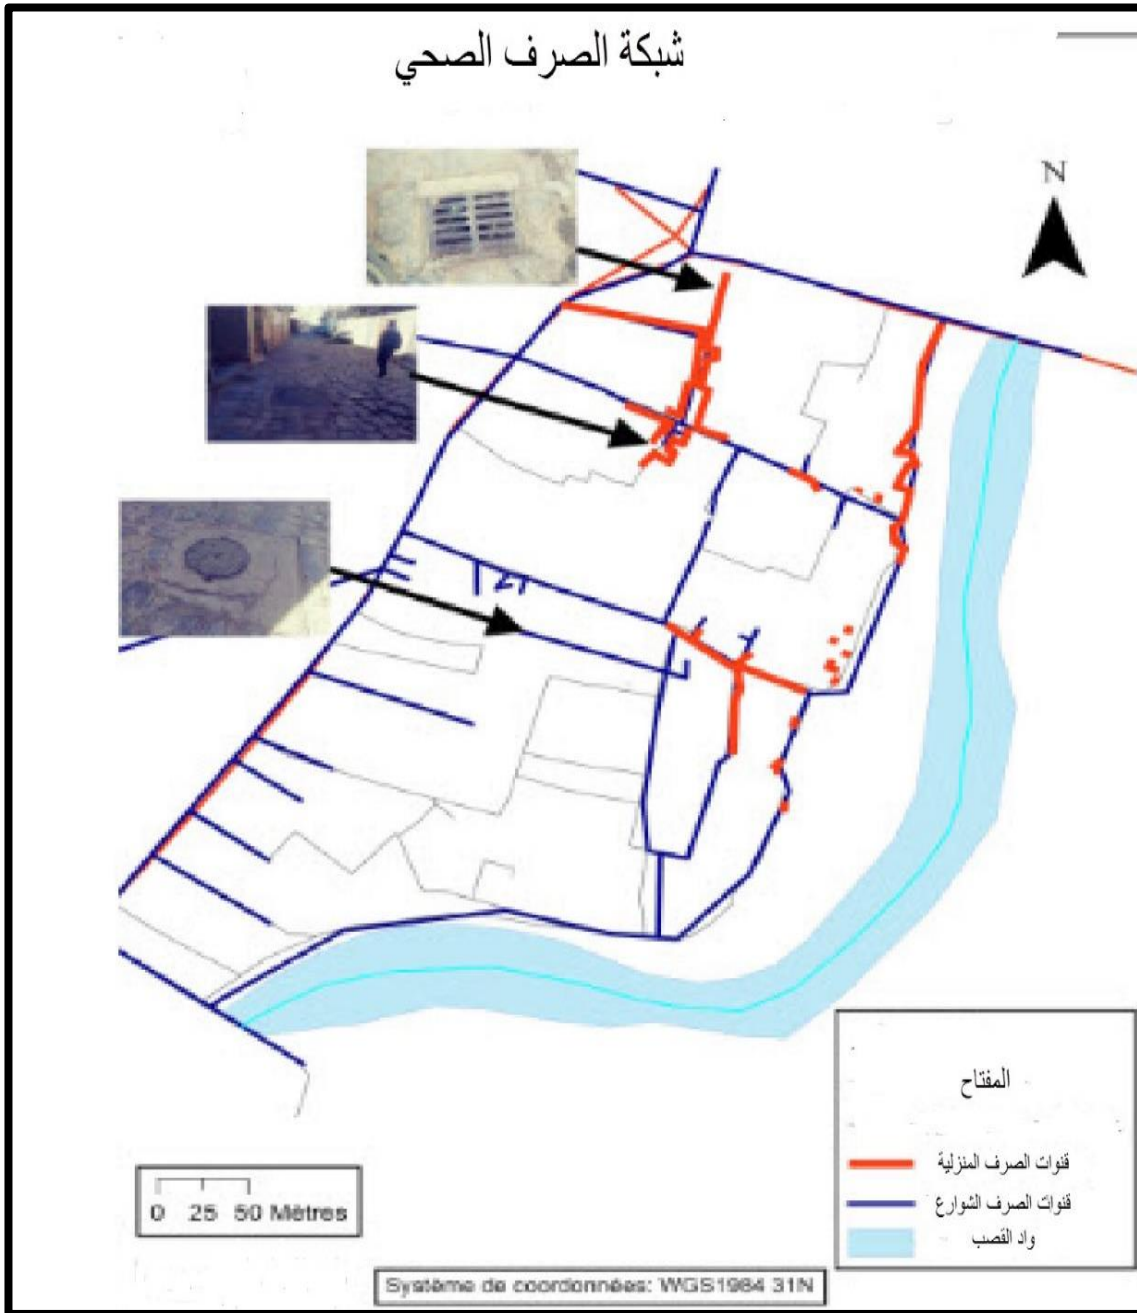 شبكة الصرف الصحي
N
المفتاح
قنوات الصرف المنزلية
قنوات الصرف الشوارع
واد القصب
0 25 50 Mètres
Système de coordonnées: WGS1984 31N